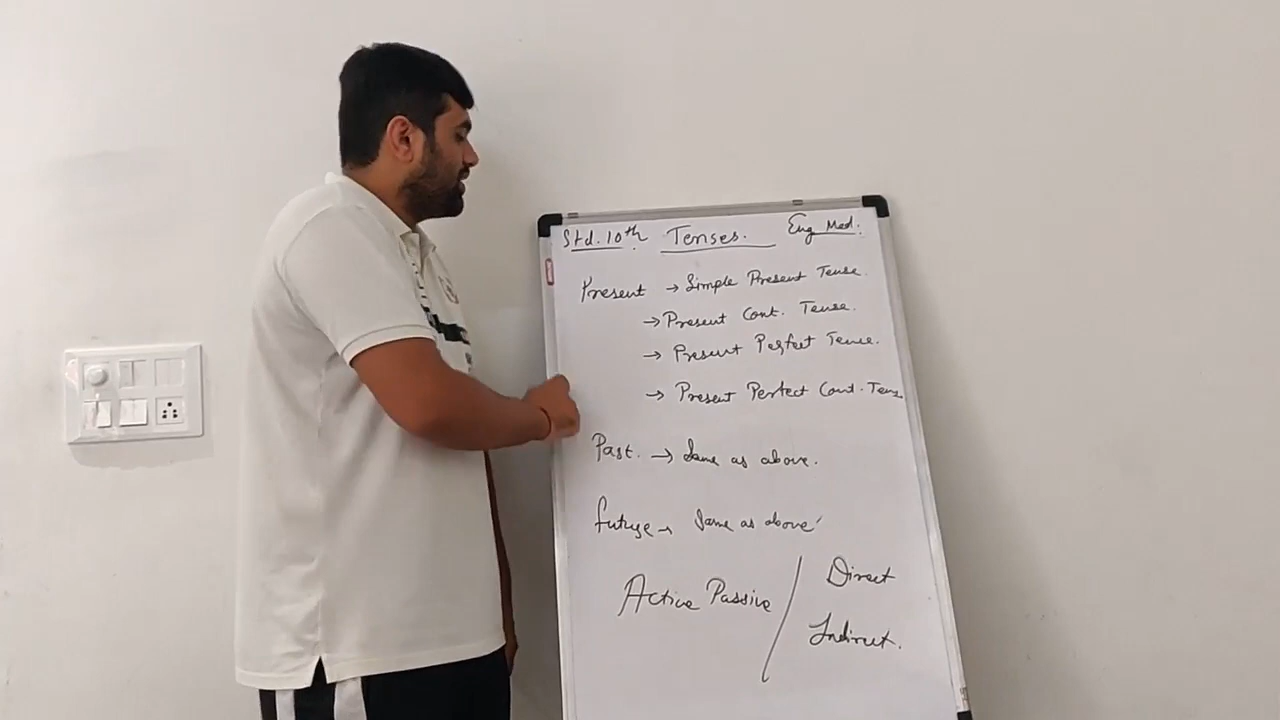 Std. 10th Tenses. Eng Med.
Present → Simple Present Tense.
→ Present Cont. Tense.
→ Present Perfect Tense.
→ Present Perfect Cont. Tense
Past. → Same as above.
future → Same as above
Active Passive / Direct
Indirect.